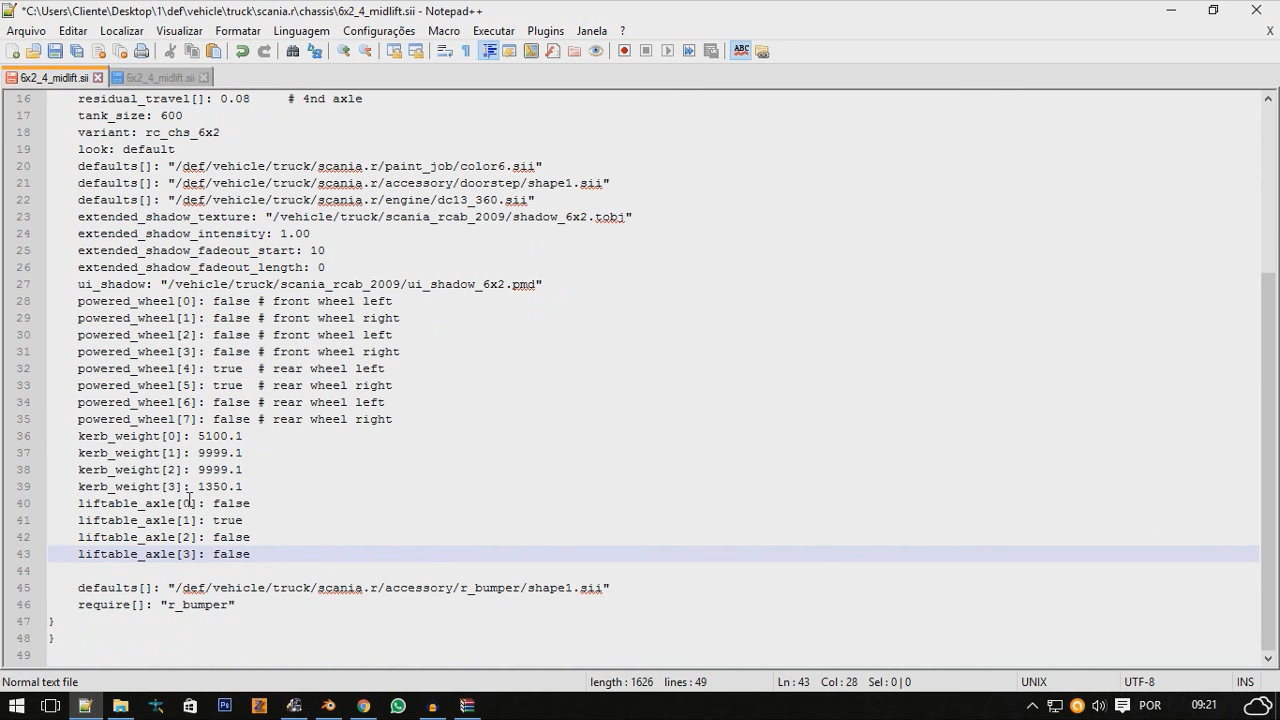 *C:\Users\Cliente\Desktop\1\def\vehicle\truck\scania.r\chassis\6x2_4_midlift.sii - Notepad++
Arquivo Editar Localizar Visualizar Formatar Linguagem Configurações Macro Executar Plugins Janela ? X
6x2_4_midlift.sii 6x2_4_midlift.sii
16 residual_travel[]: 0.08 # 4nd axle
17 tank_size: 600
18 variant: rc_chs_6x2
19 look: default
20 defaults[]: "/def/vehicle/truck/scania.r/paint_job/color6.sii"
21 defaults[]: "/def/vehicle/truck/scania.r/accessory/doorstep/shape1.sii"
22 defaults[]: "/def/vehicle/truck/scania.r/engine/dc13_360.sii"
23 extended_shadow_texture: "/vehicle/truck/scania_rcab_2009/shadow_6x2.tobj"
24 extended_shadow_intensity: 1.00
25 extended_shadow_fadeout_start: 10
26 extended_shadow_fadeout_length: 0
27 ui_shadow: "/vehicle/truck/scania_rcab_2009/ui_shadow_6x2.pmd"
28 powered_wheel[0]: false # front wheel left
29 powered_wheel[1]: false # front wheel right
30 powered_wheel[2]: false # front wheel left
31 powered_wheel[3]: false # front wheel right
32 powered_wheel[4]: true # rear wheel left
33 powered_wheel[5]: true # rear wheel right
34 powered_wheel[6]: false # rear wheel left
35 powered_wheel[7]: false # rear wheel right
36 kerb_weight[0]: 5100.1
37 kerb_weight[1]: 9999.1
38 kerb_weight[2]: 9999.1
39 kerb_weight[3]: 1350.1
40 liftable_axle[0]: false
41 liftable_axle[1]: true
42 liftable_axle[2]: false
43 liftable_axle[3]: false
44
45 defaults[]: "/def/vehicle/truck/scania.r/accessory/r_bumper/shape1.sii"
46 require[]: "r_bumper"
47 }
48 }
49
Normal text file length : 1626 lines : 49 Ln : 43 Col : 28 Sel : 0 | 0 UNIX UTF-8 INS
POR 09:21